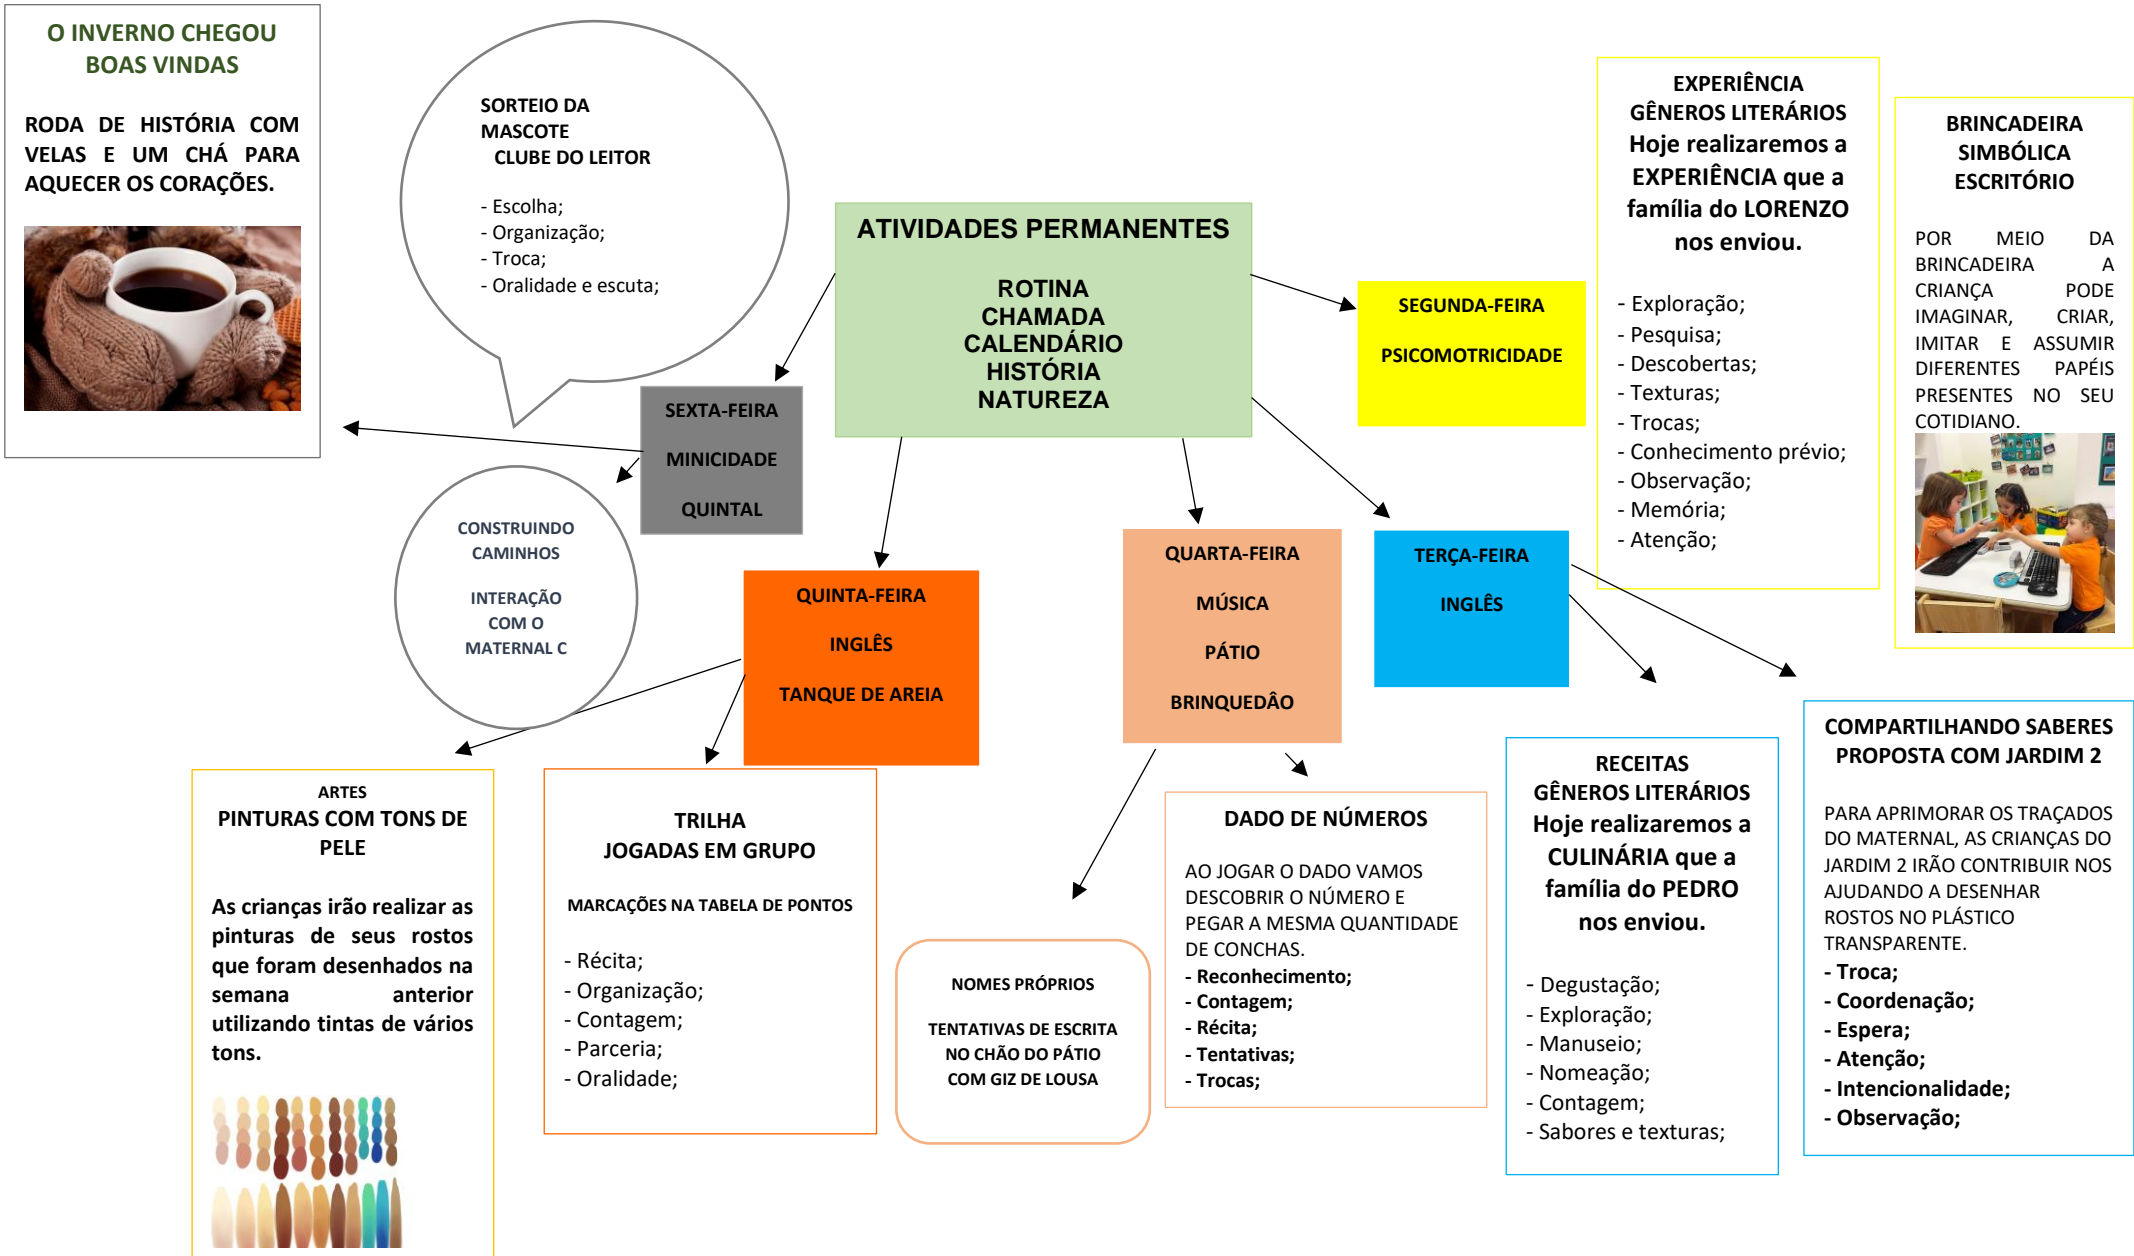 O INVERNO CHEGOU
BOAS VINDAS
RODA DE HISTÓRIA COM
VELAS E UM CHÁ PARA
AQUECER OS CORAÇÕES.
SORTEIO DA
MASCOTE
CLUBE DO LEITOR
- Escolha;
- Organização;
- Troca;
- Oralidade e escuta;
ATIVIDADES PERMANENTES
ROTINA
CHAMADA
CALENDÁRIO
HISTÓRIA
NATUREZA
SEGUNDA-FEIRA
PSICOMOTRICIDADE
EXPERIÊNCIA
GÊNEROS LITERÁRIOS
Hoje realizaremos a
EXPERIÊNCIA que a
família do LORENZO
nos enviou.
- Exploração;
- Pesquisa;
- Descobertas;
- Texturas;
- Trocas;
- Conhecimento prévio;
- Observação;
- Memória;
- Atenção;
BRINCADEIRA
SIMBÓLICA
ESCRITÓRIO
POR MEIO DA
BRINCADEIRA A
CRIANÇA PODE
IMAGINAR, CRIAR,
IMITAR E ASSUMIR
DIFERENTES PAPÉIS
PRESENTES NO SEU
COTIDIANO.
SEXTA-FEIRA
MINICIDADE
QUINTAL
CONSTRUINDO
CAMINHOS
INTERAÇÃO
COM O
MATERNAL C
QUINTA-FEIRA
INGLÊS
TANQUE DE AREIA
QUARTA-FEIRA
MÚSICA
PÁTIO
BRINQUEDÂO
TERÇA-FEIRA
INGLÊS
ARTES
PINTURAS COM TONS DE
PELE
As crianças irão realizar as
pinturas de seus rostos
que foram desenhados na
semana anterior
utilizando tintas de vários
tons.
TRILHA
JOGADAS EM GRUPO
MARCAÇÕES NA TABELA DE PONTOS
- Récita;
- Organização;
- Contagem;
- Parceria;
- Oralidade;
NOMES PRÓPRIOS
TENTATIVAS DE ESCRITA
NO CHÃO DO PÁTIO
COM GIZ DE LOUSA
DADO DE NÚMEROS
AO JOGAR O DADO VAMOS
DESCOBRIR O NÚMERO E
PEGAR A MESMA QUANTIDADE
DE CONCHAS.
- Reconhecimento;
- Contagem;
- Récita;
- Tentativas;
- Trocas;
RECEITAS
GÊNEROS LITERÁRIOS
Hoje realizaremos a
CULINÁRIA que a
família do PEDRO
nos enviou.
- Degustação;
- Exploração;
- Manuseio;
- Nomeação;
- Contagem;
- Sabores e texturas;
COMPARTILHANDO SABERES
PROPOSTA COM JARDIM 2
PARA APRIMORAR OS TRAÇADOS
DO MATERNAL, AS CRIANÇAS DO
JARDIM 2 IRÃO CONTRIBUIR NOS
AJUDANDO A DESENHAR
ROSTOS NO PLÁSTICO
TRANSPARENTE.
- Troca;
- Coordenação;
- Espera;
- Atenção;
- Intencionalidade;
- Observação;